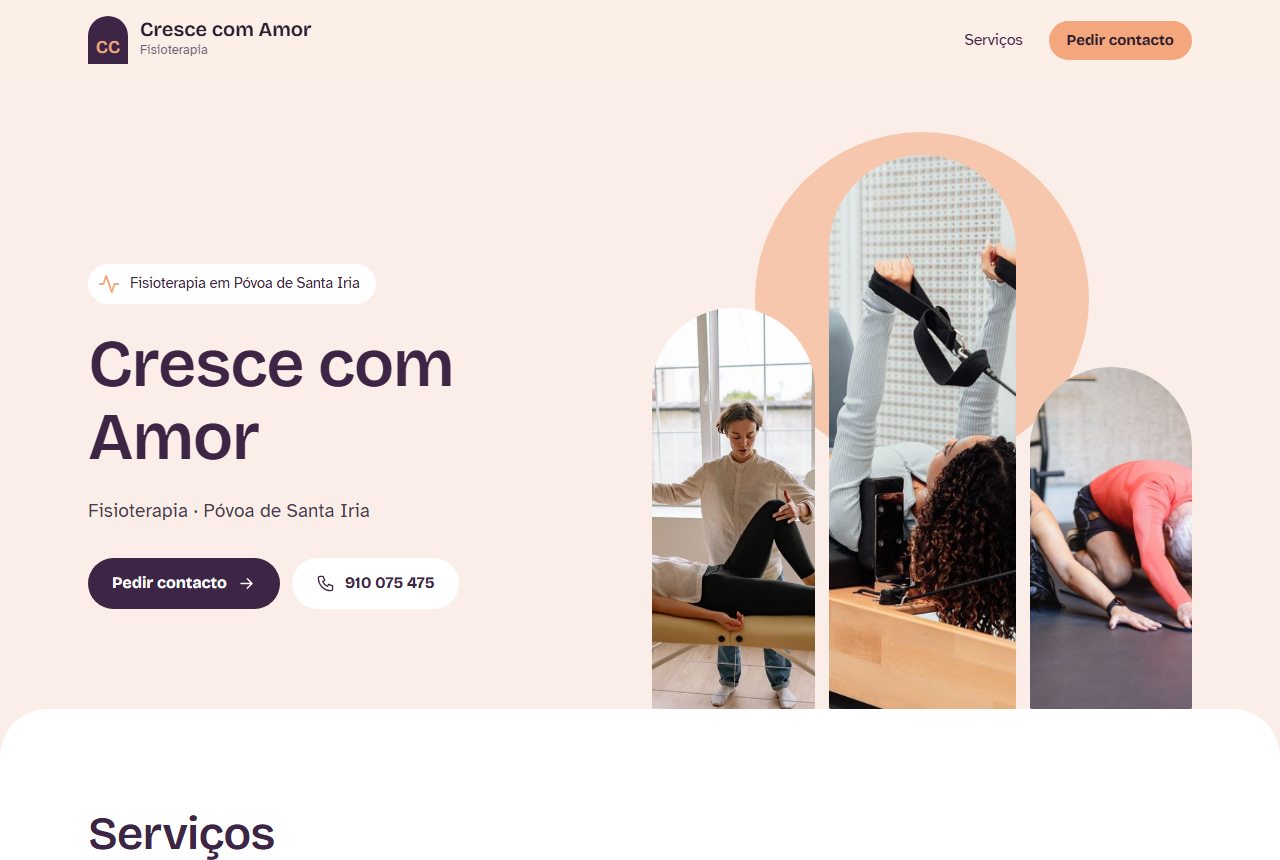 CC
Cresce com Amor
Fisioterapia
Serviços
Pedir contacto
Fisioterapia em Póvoa de Santa Iria
Cresce com
Amor
Fisioterapia · Póvoa de Santa Iria
Pedir contacto
910 075 475
Serviços